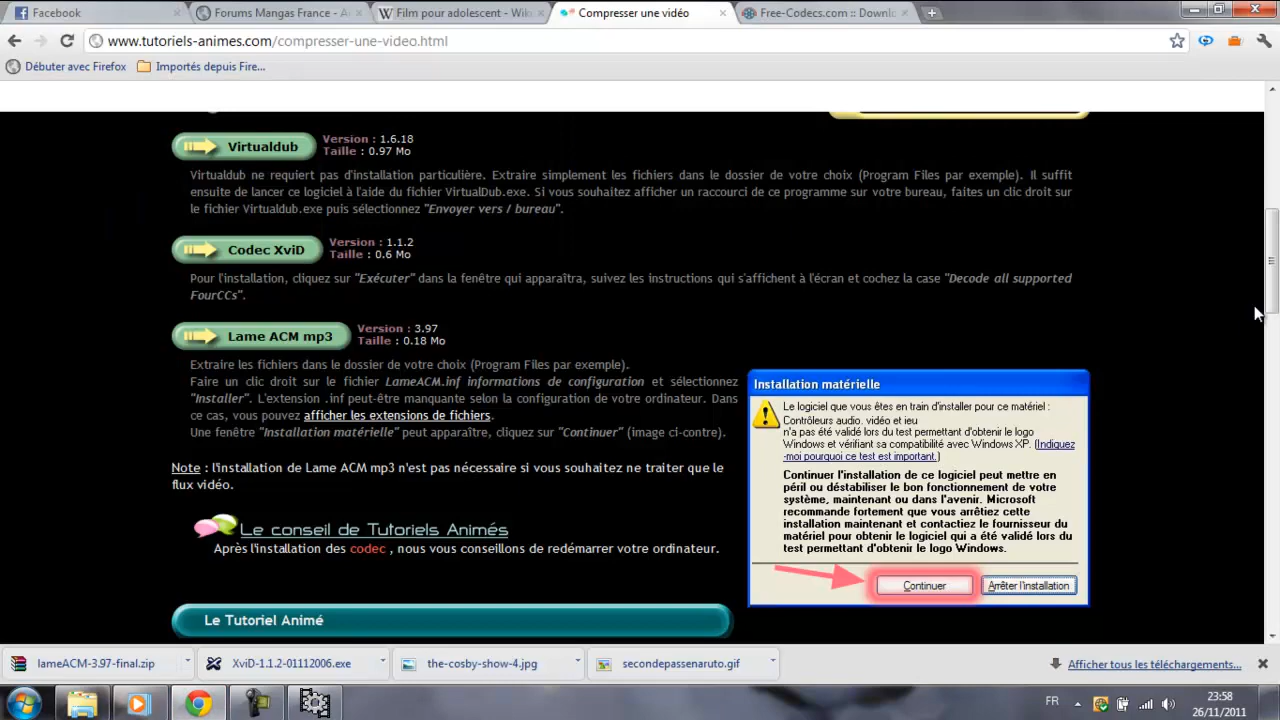 Facebook
Forums Mangas France - A
Film pour adolescent - Wik
Compresser une vidéo
Free-Codecs.com :: Downlo
www.tutoriels-animes.com/compresser-une-video.html
Débuter avec Firefox
Importés depuis Fire...
Virtualdub
Version : 1.6.18
Taille : 0.97 Mo
Virtualdub ne requiert pas d'installation particulière. Extraire simplement les fichiers dans le dossier de votre choix (Program Files par exemple). Il suffit
ensuite de lancer ce logiciel à l'aide du fichier VirtualDub.exe. Si vous souhaitez afficher un raccourci de ce programme sur votre bureau, faites un clic droit sur
le fichier Virtualdub.exe puis sélectionnez "Envoyer vers / bureau".
Codec XviD
Version : 1.1.2
Taille : 0.6 Mo
Pour l'installation, cliquez sur "Exécuter" dans la fenêtre qui apparaîtra, suivez les instructions qui s'affichent à l'écran et cochez la case "Decode all supported
FourCCs".
Lame ACM mp3
Version : 3.97
Taille : 0.18 Mo
Extraire les fichiers dans le dossier de votre choix (Program Files par exemple).
Faire un clic droit sur le fichier LameACM.inf informations de configuration et sélectionnez
"Installer". L'extension .inf peut-être manquante selon la configuration de votre ordinateur. Dans
ce cas, vous pouvez afficher les extensions de fichiers.
Une fenêtre "Installation matérielle" peut apparaître, cliquez sur "Continuer" (image ci-contre).
Note : l'installation de Lame ACM mp3 n'est pas nécessaire si vous souhaitez ne traiter que le
flux vidéo.
Le conseil de Tutoriels Animés
Après l'installation des codec , nous vous conseillons de redémarrer votre ordinateur.
Le Tutoriel Animé
Installation matérielle
Le logiciel que vous êtes en train d'installer pour ce matériel :
Contrôleurs audio, vidéo et jeu
n'a pas été validé lors du test permettant d'obtenir le logo
Windows et vérifiant sa compatibilité avec Windows XP. (Indiquez
-moi pourquoi ce test est important.)
Continuer l'installation de ce logiciel peut mettre en
péril ou déstabiliser le bon fonctionnement de votre
système, maintenant ou dans l'avenir. Microsoft
recommande fortement que vous arrêtiez cette
installation maintenant et contactiez le fournisseur du
matériel pour obtenir le logiciel qui a été validé lors du
test permettant d'obtenir le logo Windows.
Continuer
Arrêter l'installation
lameACM-3.97-final.zip
XviD-1.1.2-01112006.exe
the-cosby-show-4.jpg
secondepassenaruto.gif
Afficher tous les téléchargements...
FR
23:58
26/11/2011